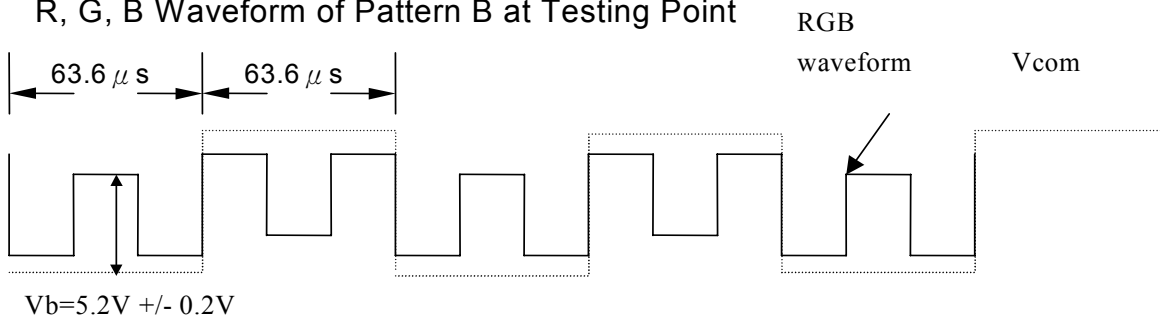 R, G, B Waveform of Pattern B at Testing Point
RGB
waveform
Vcom
63.6 μ s
63.6 μ s
Vb=5.2V +/- 0.2V